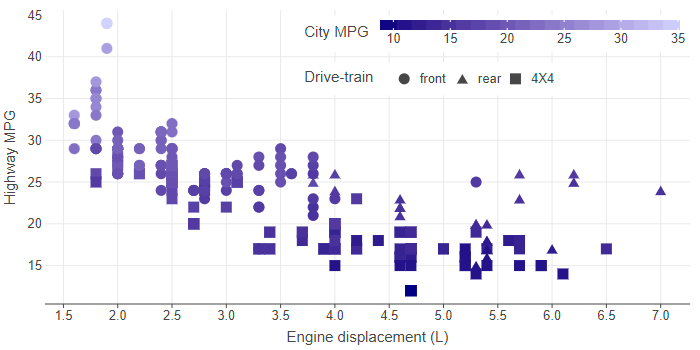 City MPG
10 15 20 25 30 35
Drive-train
front rear 4X4
Highway MPG
45
40
35
30
25
20
15
10
1.5 2.0 2.5 3.0 3.5 4.0 4.5 5.0 5.5 6.0 6.5 7.0
Engine displacement (L)